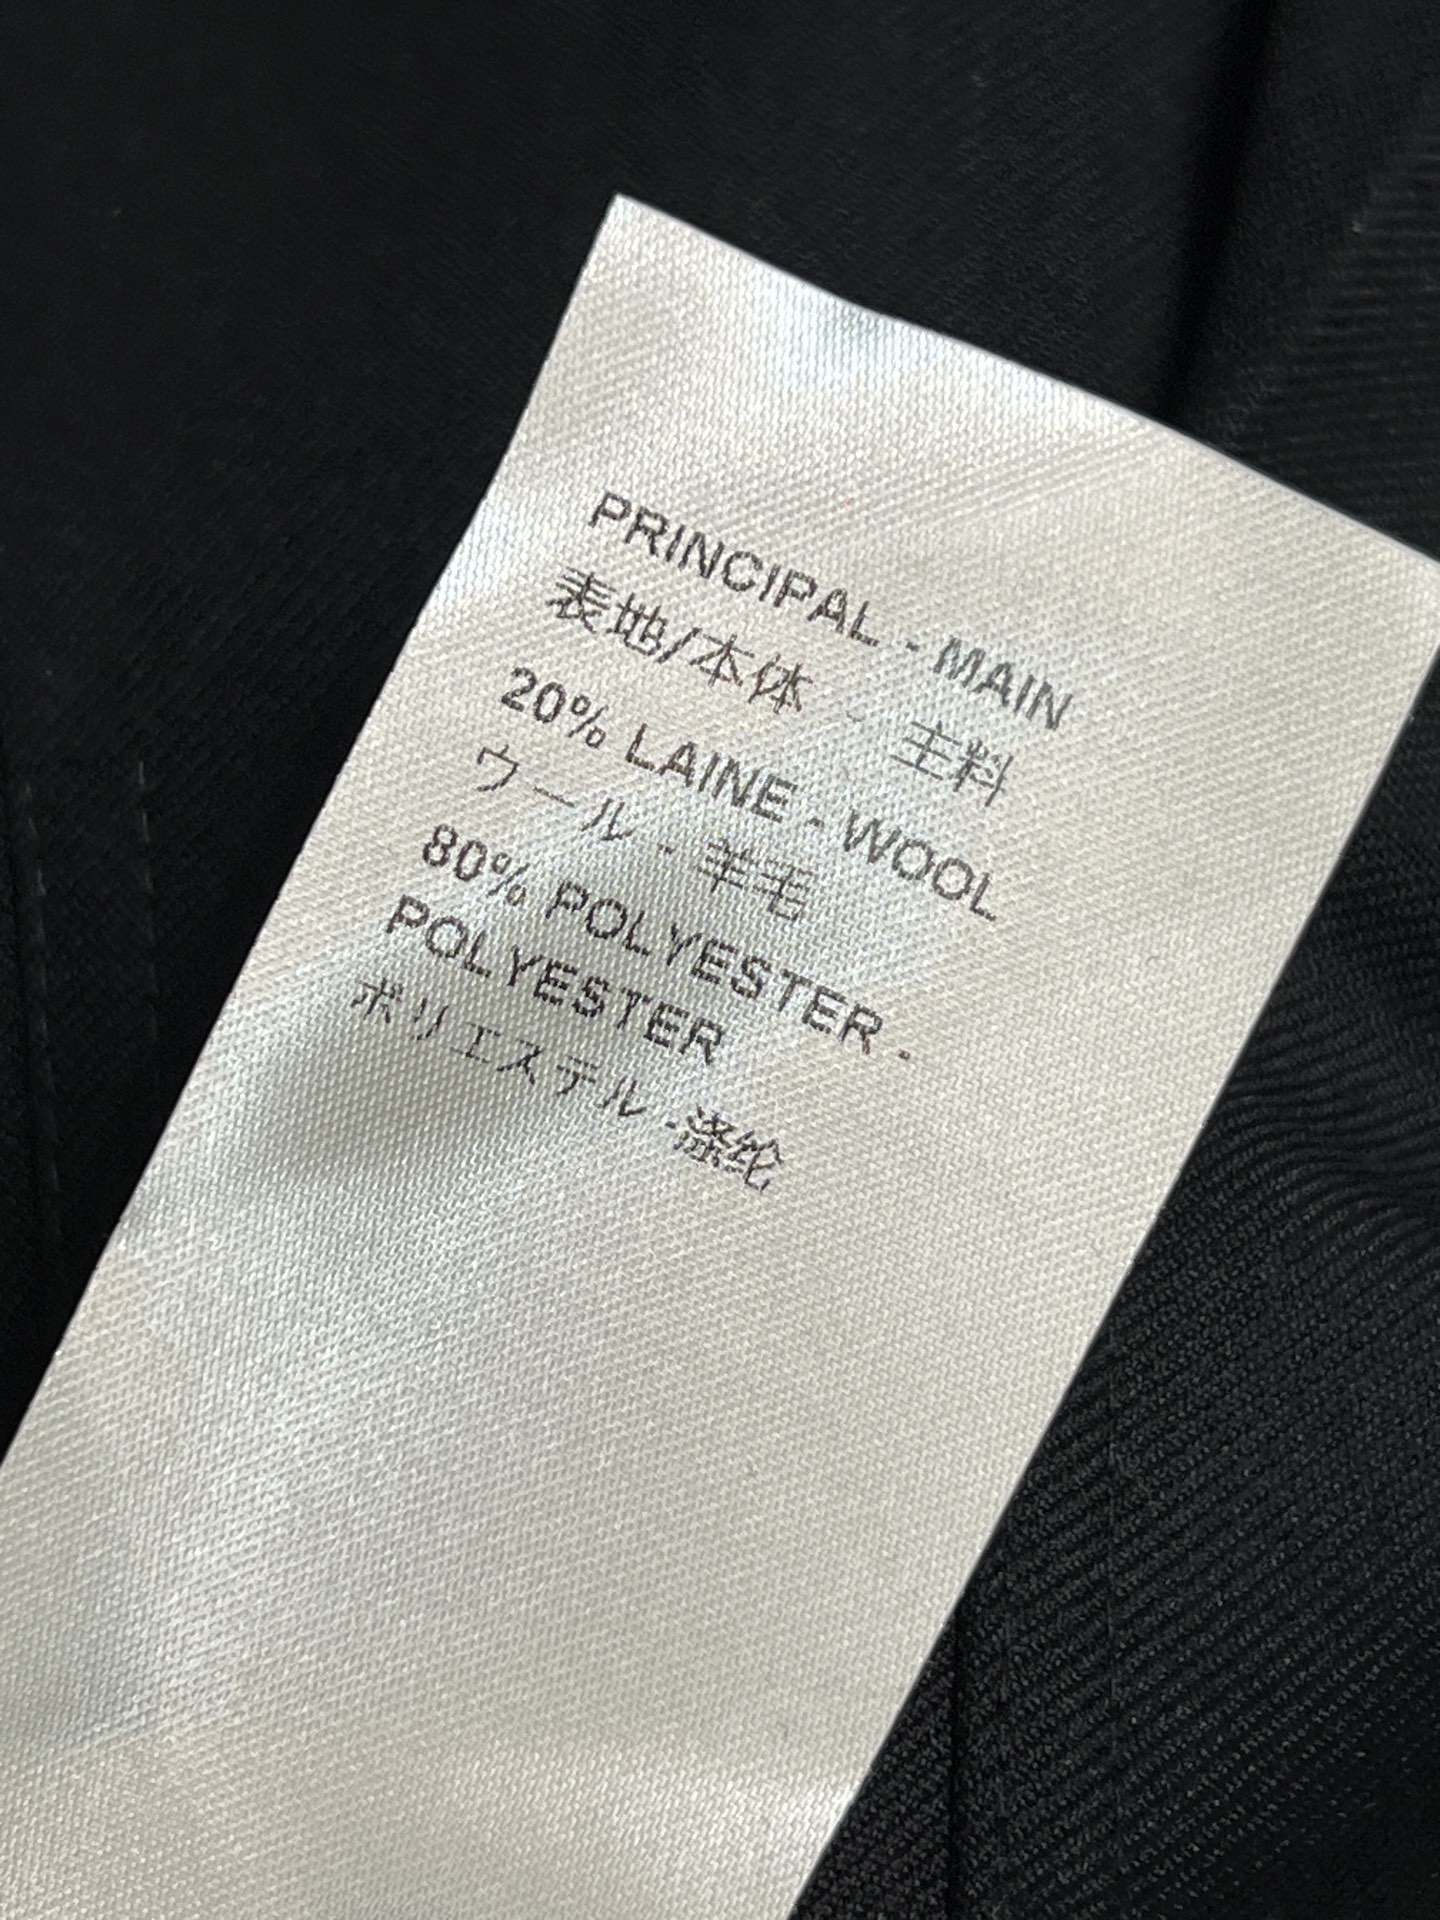 PRINCIPAL - MAIN
表地/本体 - 主料
20% LAINE - WOOL
ウール - 羊毛
80% POLYESTER -
POLYESTER
ポリエステル -涤纶